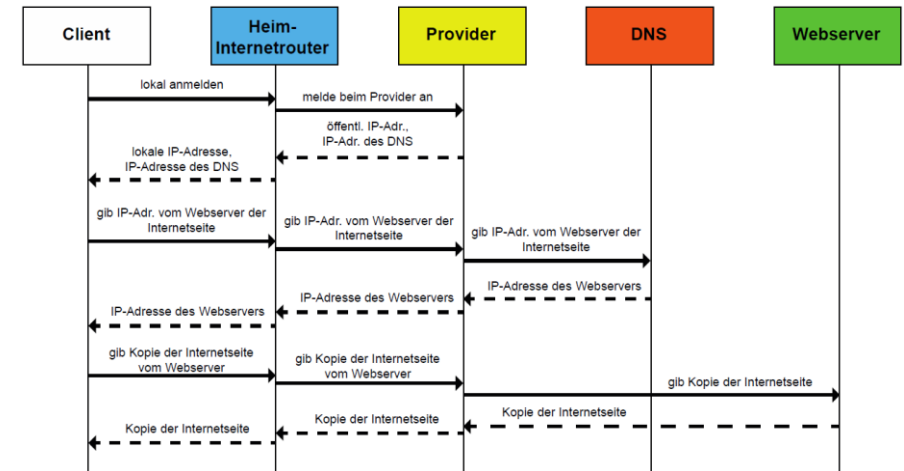 Client
Heim-
Internetrouter
Provider
DNS
Webserver
lokal anmelden
melde beim Provider an
öffentl. IP-Adr.,
IP-Adr. des DNS
lokale IP-Adresse,
IP-Adresse des DNS
gib IP-Adr. vom Webserver der
Internetseite
gib IP-Adr. vom Webserver der
Internetseite
gib IP-Adr. vom Webserver der
Internetseite
IP-Adresse des Webservers
IP-Adresse des Webservers
IP-Adresse des Webservers
gib Kopie der Internetseite
vom Webserver
gib Kopie der Internetseite
vom Webserver
gib Kopie der Internetseite
Kopie der Internetseite
Kopie der Internetseite
Kopie der Internetseite